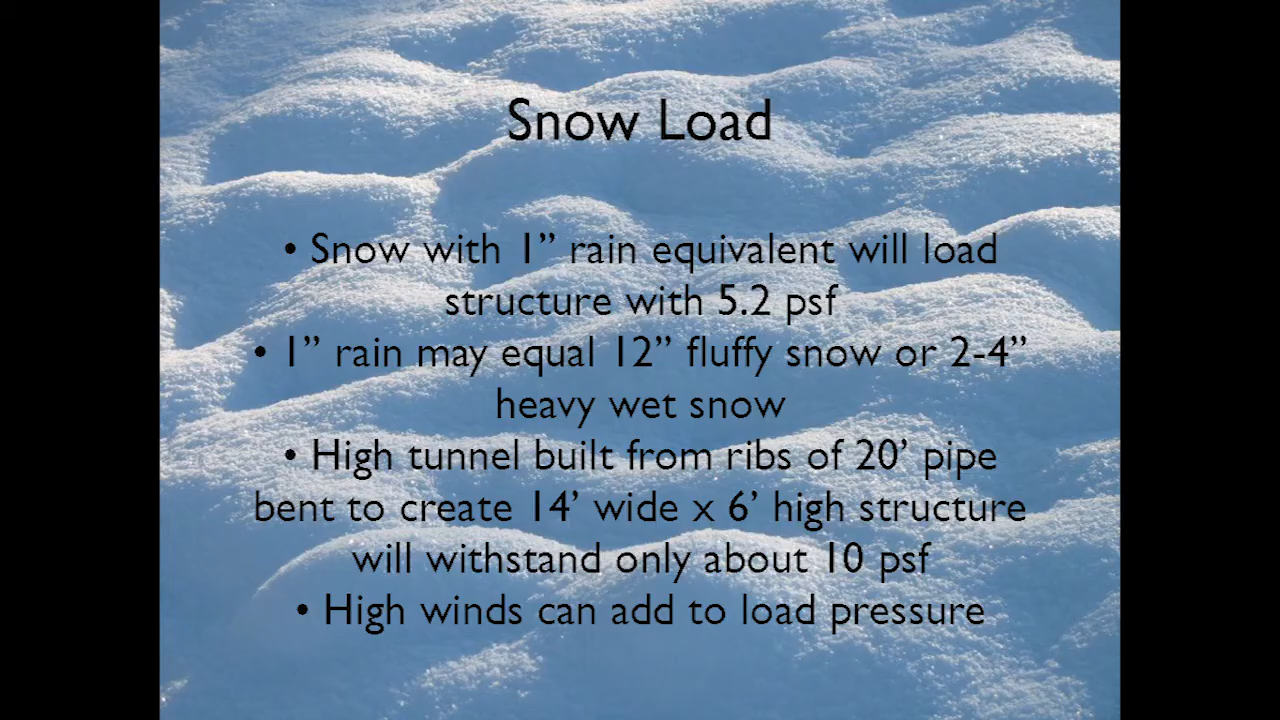 Snow Load
• Snow with 1” rain equivalent will load
structure with 5.2 psf
• 1” rain may equal 12” fluffy snow or 2-4”
heavy wet snow
• High tunnel built from ribs of 20’ pipe
bent to create 14’ wide x 6’ high structure
will withstand only about 10 psf
• High winds can add to load pressure